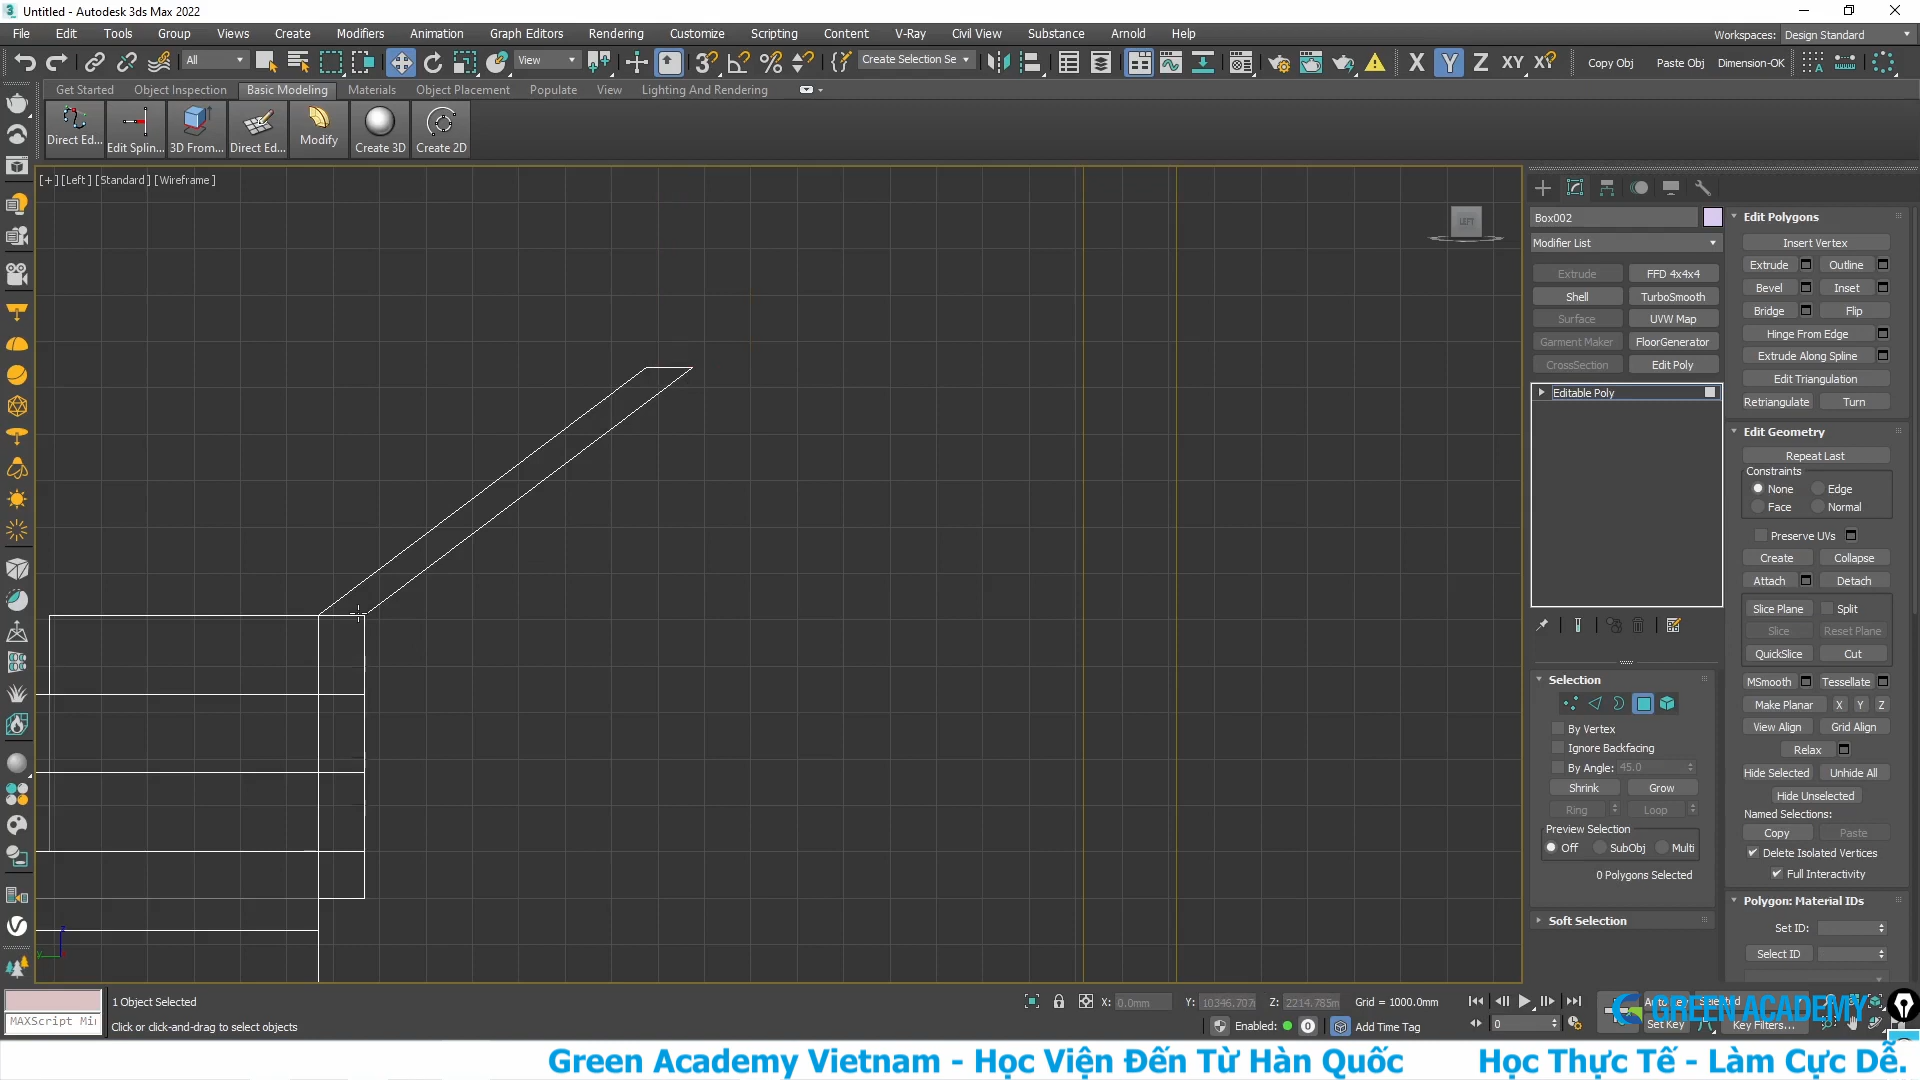 Untitled - Autodesk 3ds Max 2022
File Edit Tools Group Views Create Modifiers Animation Graph Editors Rendering Customize Scripting Content V-Ray Civil View Substance Arnold Help
Workspaces: Design Standard
All View Create Selection Se X Y Z XY Copy Obj Paste Obj Dimension-OK
Get Started Object Inspection Basic Modeling Materials Object Placement Populate View Lighting And Rendering
Direct Ed... Edit Splin... 3D From... Direct Ed... Modify Create 3D Create 2D
[+] [Left] [Standard] [Wireframe]
LEFT
Box002
Modifier List
Extrude FFD 4x4x4
Shell TurboSmooth
Surface UVW Map
Garment Maker FloorGenerator
CrossSection Edit Poly
Editable Poly
Selection
By Vertex
Ignore Backfacing
By Angle: 45.0
Shrink Grow
Ring Loop
Preview Selection
Off SubObj Multi
0 Polygons Selected
Soft Selection
Edit Polygons
Insert Vertex
Extrude Outline
Bevel Inset
Bridge Flip
Hinge From Edge
Extrude Along Spline
Edit Triangulation
Retriangulate Turn
Edit Geometry
Repeat Last
Constraints
None Edge
Face Normal
Preserve UVs
Create Collapse
Attach Detach
Slice Plane Split
Slice Reset Plane
QuickSlice Cut
MSmooth Tessellate
Make Planar X Y Z
View Align Grid Align
Relax
Hide Selected Unhide All
Hide Unselected
Named Selections:
Copy Paste
Delete Isolated Vertices
Full Interactivity
Polygon: Material IDs
Set ID:
Select ID
z
y
1 Object Selected
X: 0.0mm Y: 10346.707 Z: 2214.785m Grid = 1000.0mm
MAXScript Mi
Click or click-and-drag to select objects
Enabled: 0 Add Time Tag
0
Auto Selected
Set Key Key Filters...
GREEN ACADEMY
Green Academy Vietnam - Học Viện Đến Từ Hàn Quốc Học Thực Tế - Làm Cực Dễ.